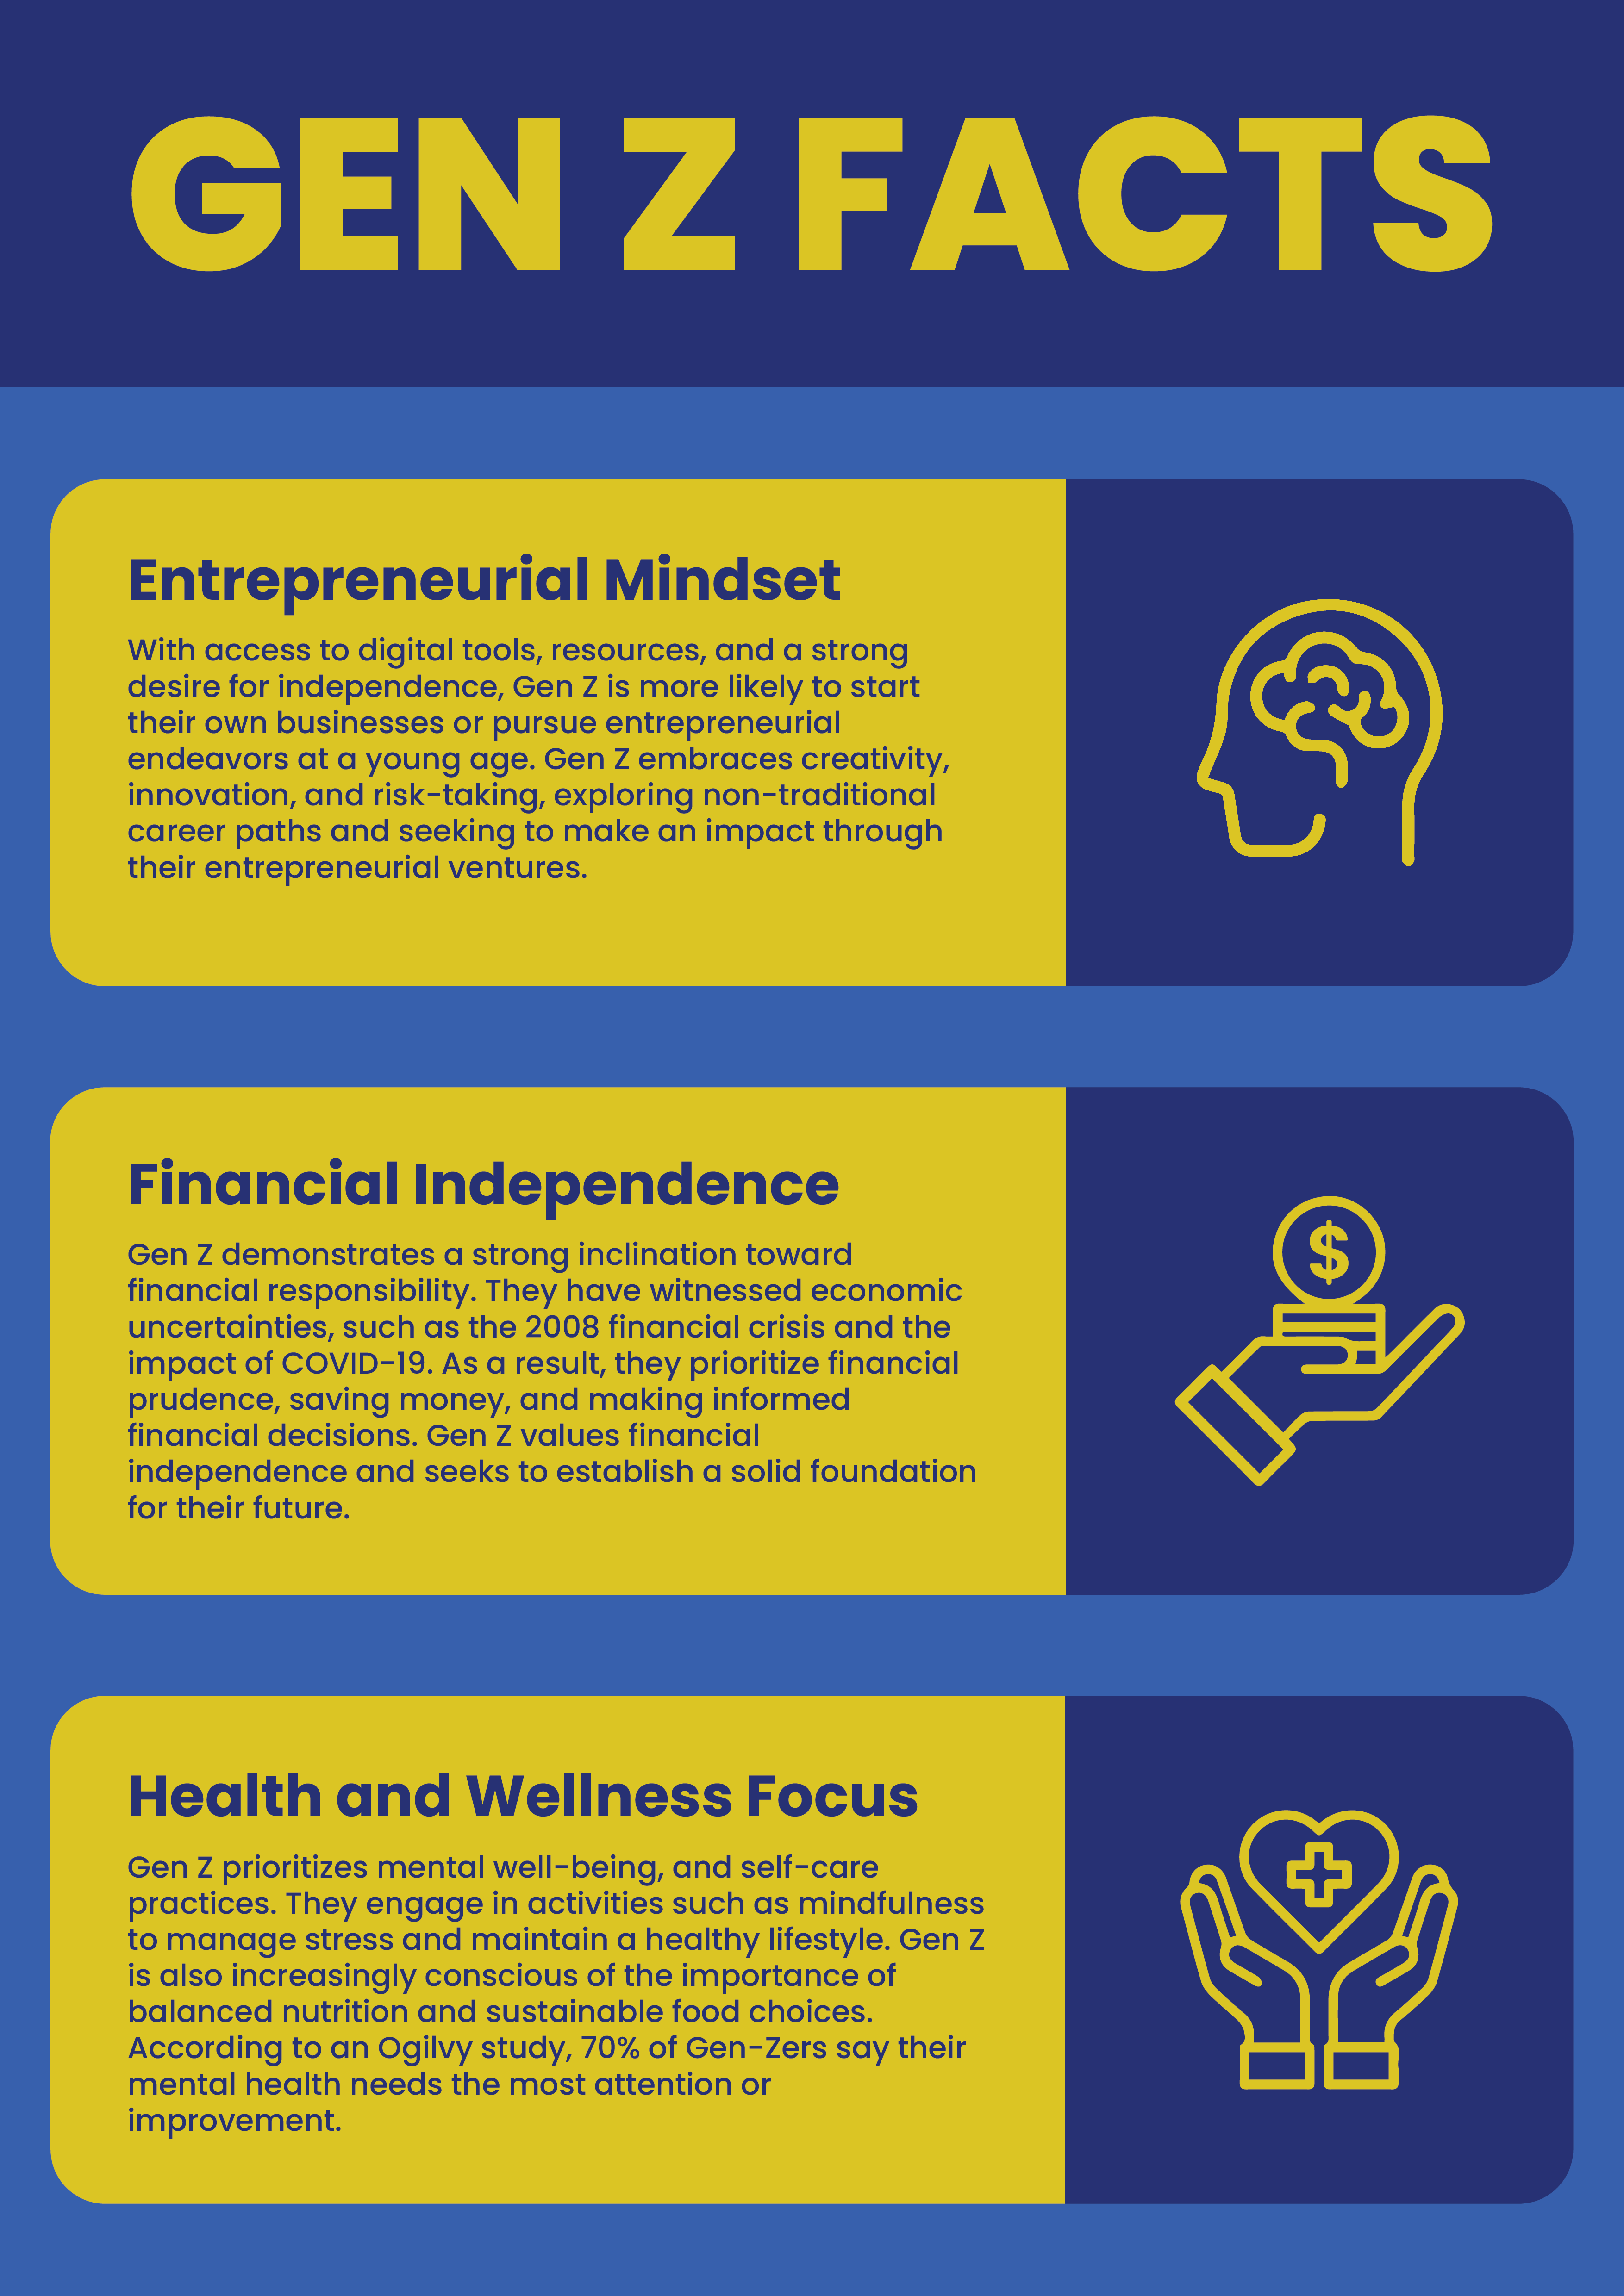 GEN Z FACTS
Entrepreneurial Mindset
With access to digital tools, resources, and a strong
desire for independence, Gen Z is more likely to start
their own businesses or pursue entrepreneurial
endeavors at a young age. Gen Z embraces creativity,
innovation, and risk-taking, exploring non-traditional
career paths and seeking to make an impact through
their entrepreneurial ventures.
Financial Independence
Gen Z demonstrates a strong inclination toward
financial responsibility. They have witnessed economic
uncertainties, such as the 2008 financial crisis and the
impact of COVID-19. As a result, they prioritize financial
prudence, saving money, and making informed
financial decisions. Gen Z values financial
independence and seeks to establish a solid foundation
for their future.
$
Health and Wellness Focus
Gen Z prioritizes mental well-being, and self-care
practices. They engage in activities such as mindfulness
to manage stress and maintain a healthy lifestyle. Gen Z
is also increasingly conscious of the importance of
balanced nutrition and sustainable food choices.
According to an Ogilvy study, 70% of Gen-Zers say their
mental health needs the most attention or
improvement.